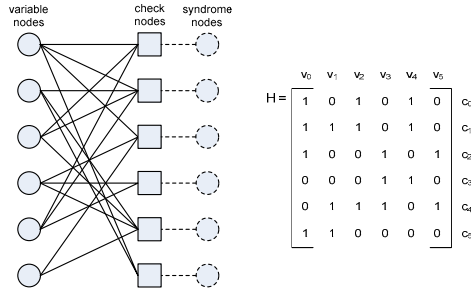 variable nodes
check nodes
syndrome nodes
v0 v1 v2 v3 v4 v5
H =
1 0 1 0 1 0 c0
1 1 1 0 1 0 c1
1 0 0 1 0 1 c2
0 0 0 1 1 0 c3
0 1 1 1 0 1 c4
1 1 0 0 0 0 c5